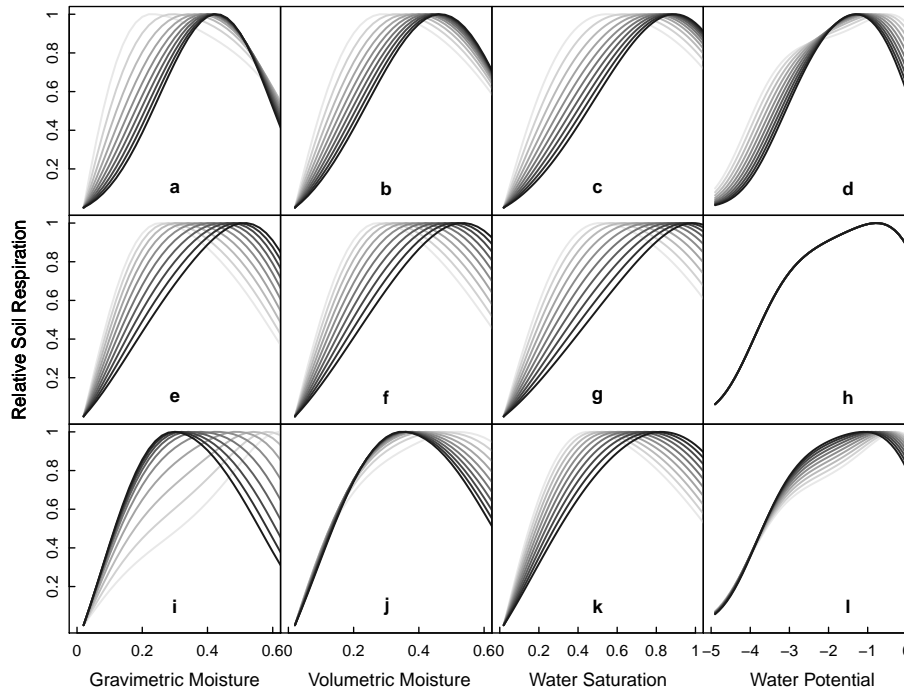 Relative Soil Respiration
1
0.8
0.6
0.4
0.2
a
b
c
d
1
0.8
0.6
0.4
0.2
e
f
g
h
1
0.8
0.6
0.4
0.2
i
j
k
l
0 0.2 0.4 0.60 0.2 0.4 0.60 0.2 0.4 0.6 0.8 1 −5 −4 −3 −2 −1 0
Gravimetric Moisture Volumetric Moisture Water Saturation Water Potential